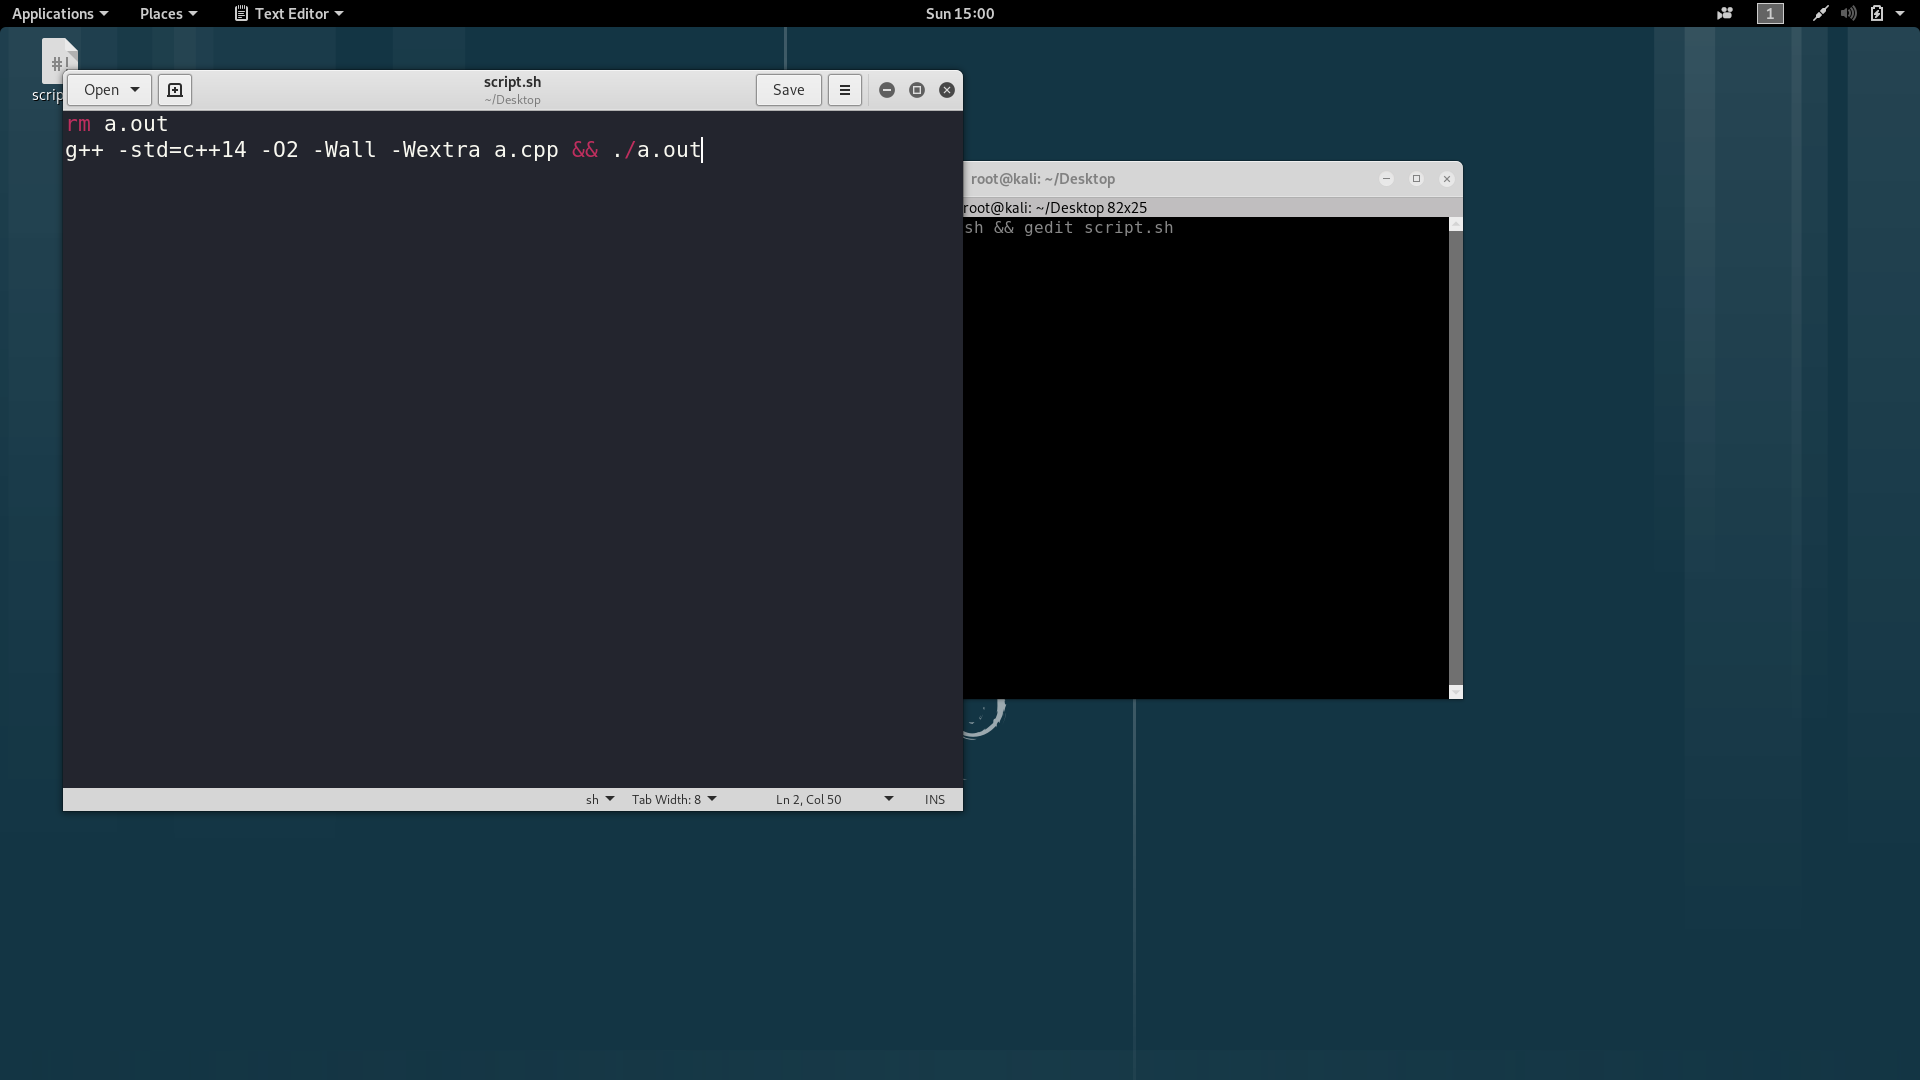 Applications Places Text Editor Sun 15:00 1
#!
scrip
Open script.sh Save
~/Desktop
rm a.out
g++ -std=c++14 -O2 -Wall -Wextra a.cpp && ./a.out
root@kali: ~/Desktop
root@kali: ~/Desktop 82x25
sh && gedit script.sh
sh Tab Width: 8 Ln 2, Col 50 INS